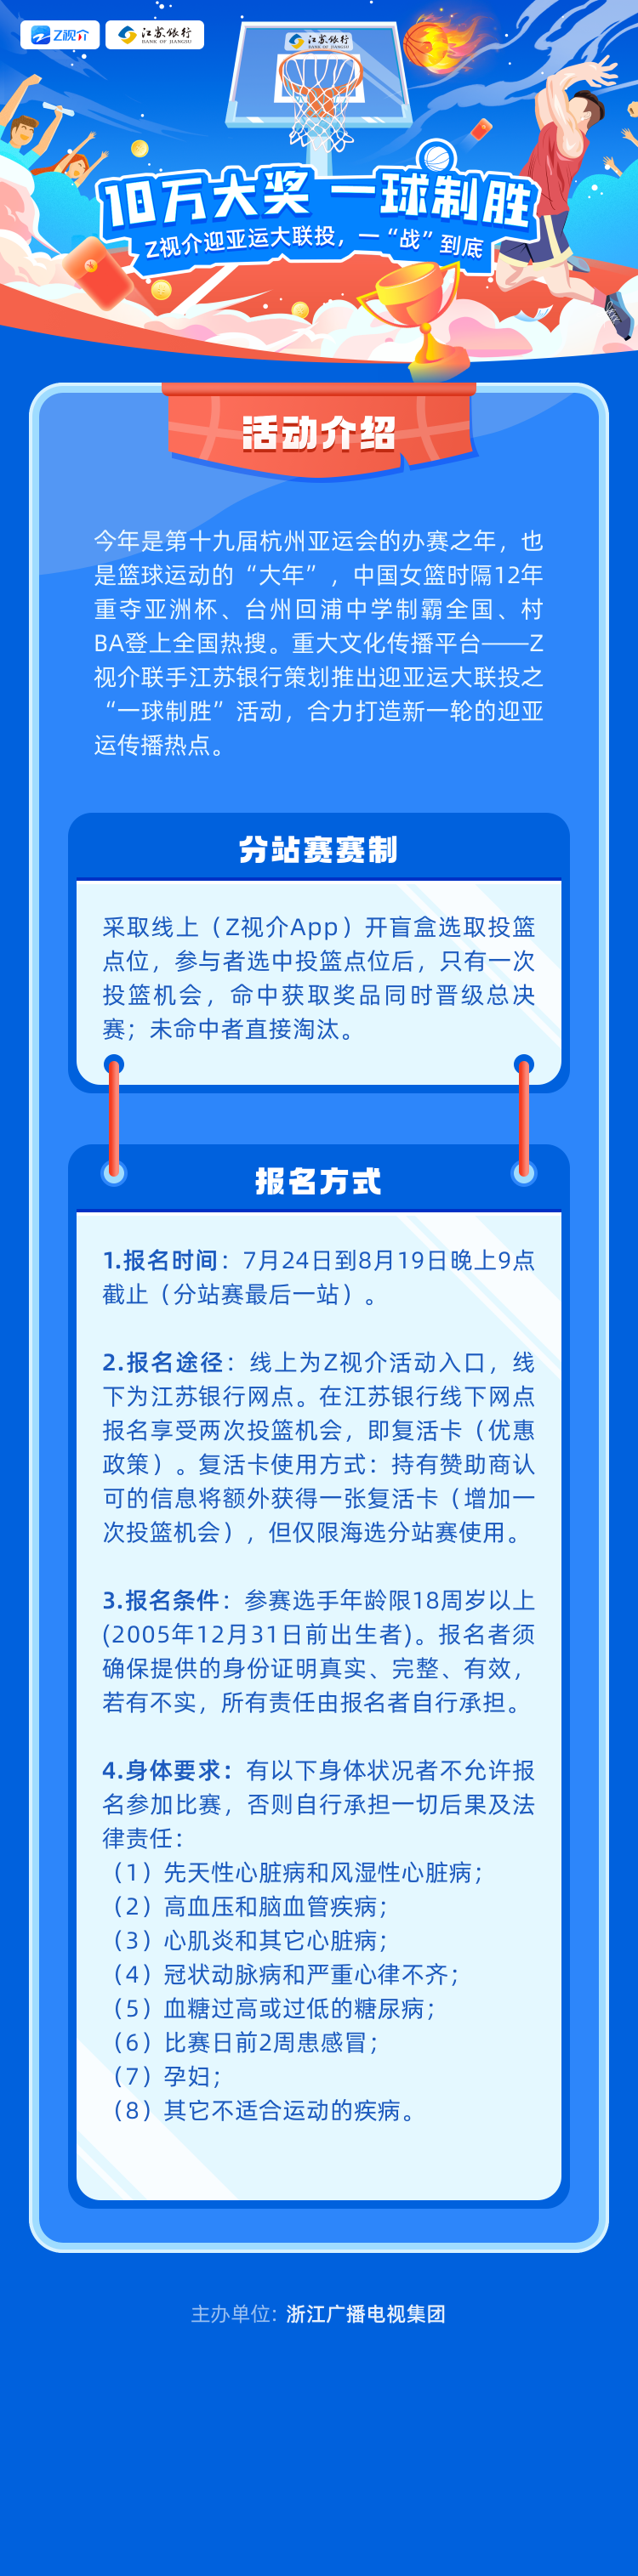 Z视介
江苏银行
BANK OF JIANGSU
江苏银行
BANK OF JIANGSU
10万大奖 一球制胜
Z视介迎亚运大联投，一“战”到底
活动介绍
今年是第十九届杭州亚运会的办赛之年，也
是篮球运动的“大年”，中国女篮时隔12年
重夺亚洲杯、台州回浦中学制霸全国、村
BA登上全国热搜。重大文化传播平台——Z
视介联手江苏银行策划推出迎亚运大联投之
“一球制胜”活动，合力打造新一轮的迎亚
运传播热点。
分站赛赛制
采取线上（Z视介App）开盲盒选取投篮
点位，参与者选中投篮点位后，只有一次
投篮机会，命中获取奖品同时晋级总决
赛；未命中者直接淘汰。
报名方式
1.报名时间：7月24日到8月19日晚上9点
截止（分站赛最后一站）。
2.报名途径：线上为Z视介活动入口，线
下为江苏银行网点。在江苏银行线下网点
报名享受两次投篮机会，即复活卡（优惠
政策）。复活卡使用方式：持有赞助商认
可的信息将额外获得一张复活卡（增加一
次投篮机会），但仅限海选分站赛使用。
3.报名条件：参赛选手年龄限18周岁以上
(2005年12月31日前出生者)。报名者须
确保提供的身份证明真实、完整、有效，
若有不实，所有责任由报名者自行承担。
4.身体要求：有以下身体状况者不允许报
名参加比赛，否则自行承担一切后果及法
律责任：
（1）先天性心脏病和风湿性心脏病；
（2）高血压和脑血管疾病；
（3）心肌炎和其它心脏病；
（4）冠状动脉病和严重心律不齐；
（5）血糖过高或过低的糖尿病；
（6）比赛日前2周患感冒；
（7）孕妇；
（8）其它不适合运动的疾病。
主办单位: 浙江广播电视集团